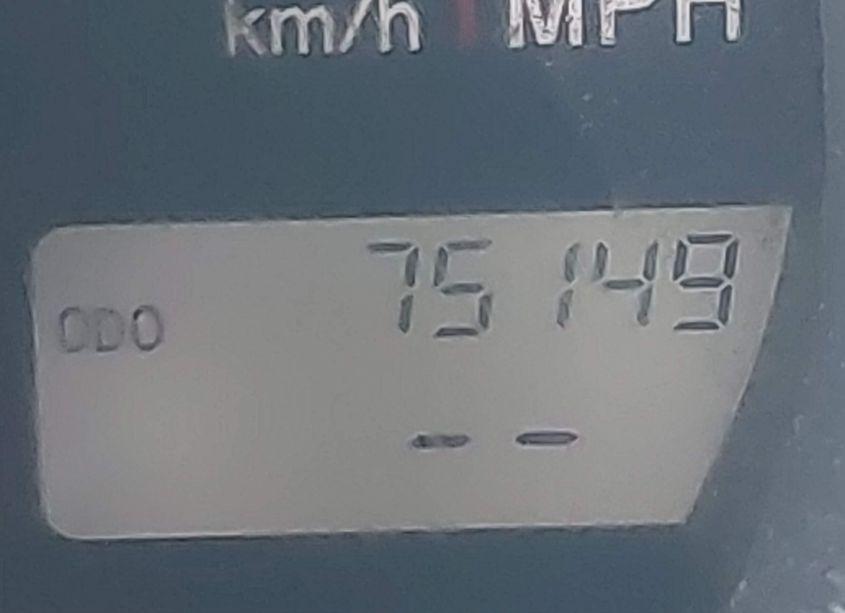 km/h MPH
75149
ODO
--